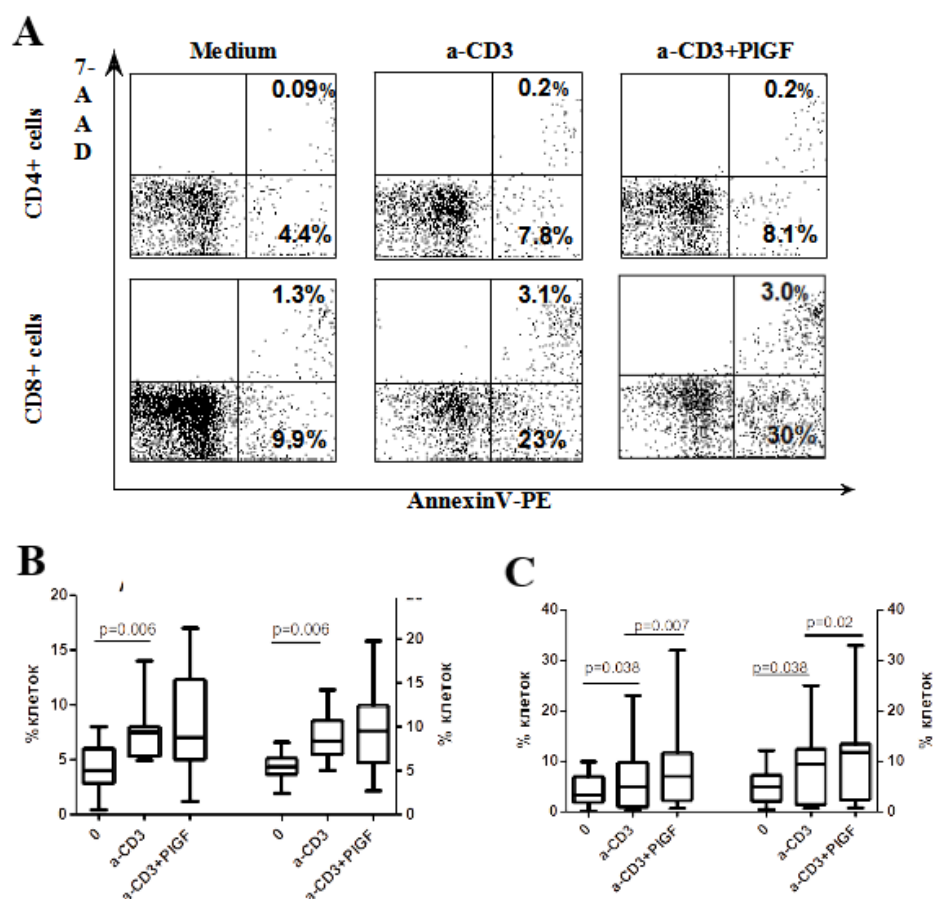 A
Medium
a-CD3
a-CD3+PlGF
7-
A
A
D
CD4+ cells
0.09%
0.2%
0.2%
4.4%
7.8%
8.1%
CD8+ cells
1.3%
3.1%
3.0%
9.9%
23%
30%
AnnexinV-PE
B
% клеток
20
15
10
5
0
p=0.006
p=0.006
20
15
10
5
0
% клеток
0
a-CD3
a-CD3+PlGF
0
a-CD3
a-CD3+PlGF
C
% клеток
40
30
20
10
0
p=0.038
p=0.007
p=0.038
p=0.02
40
30
20
10
0
% клеток
0
a-CD3
a-CD3+PlGF
0
a-CD3
a-CD3+PlGF